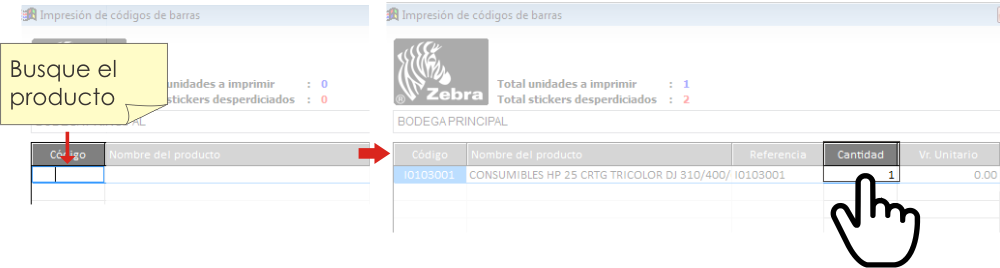 Impresión de códigos de barras
Busque el
producto
unidades a imprimir : 0
stickers desperdiciados : 0
Código Nombre del producto
Impresión de códigos de barras
Zebra
Total unidades a imprimir : 1
Total stickers desperdiciados : 2
BODEGA PRINCIPAL
Código Nombre del producto Referencia Cantidad Vr. Unitario
I0103001 CONSUMIBLES HP 25 CRTG TRICOLOR DJ 310/400/ I0103001 1 0.00